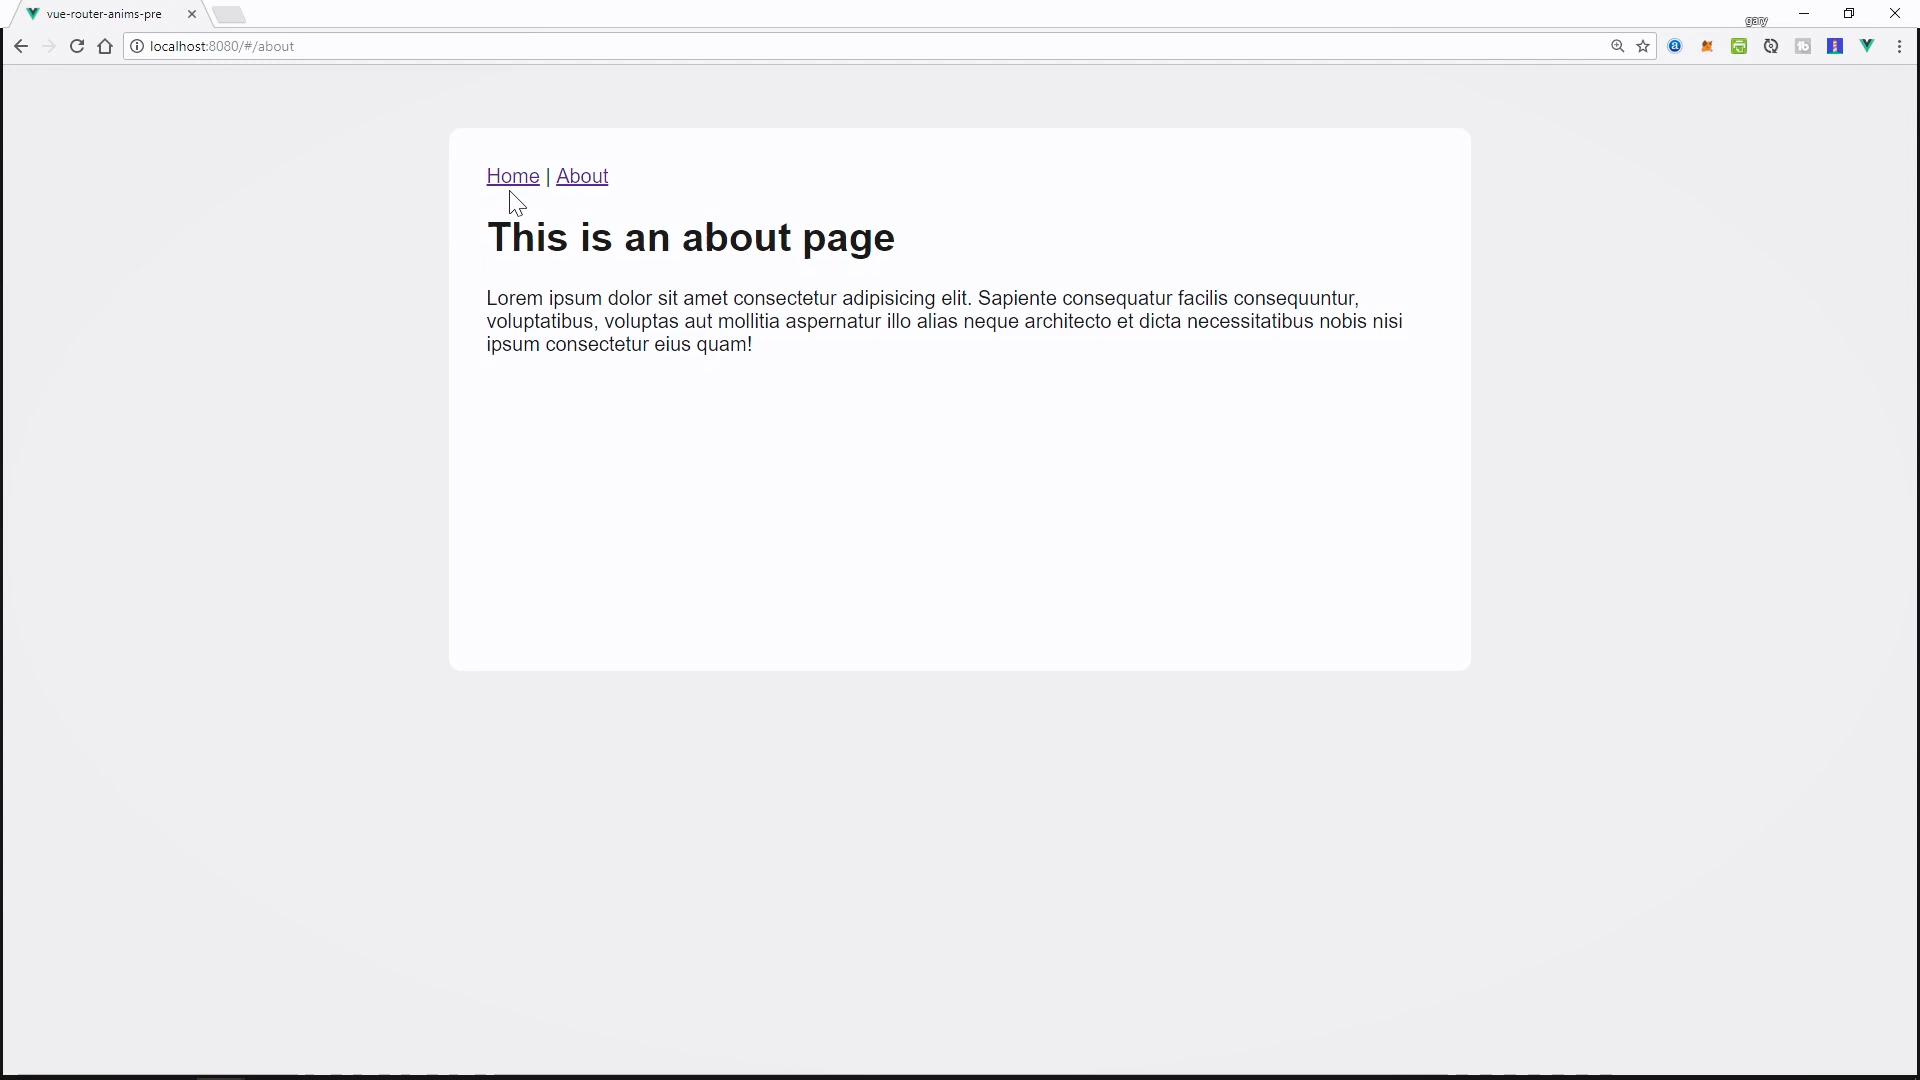 vue-router-anims-pre
gary
localhost:8080/#/about
Home | About
This is an about page
Lorem ipsum dolor sit amet consectetur adipisicing elit. Sapiente consequatur facilis consequuntur,
voluptatibus, voluptas aut mollitia aspernatur illo alias neque architecto et dicta necessitatibus nobis nisi
ipsum consectetur eius quam!